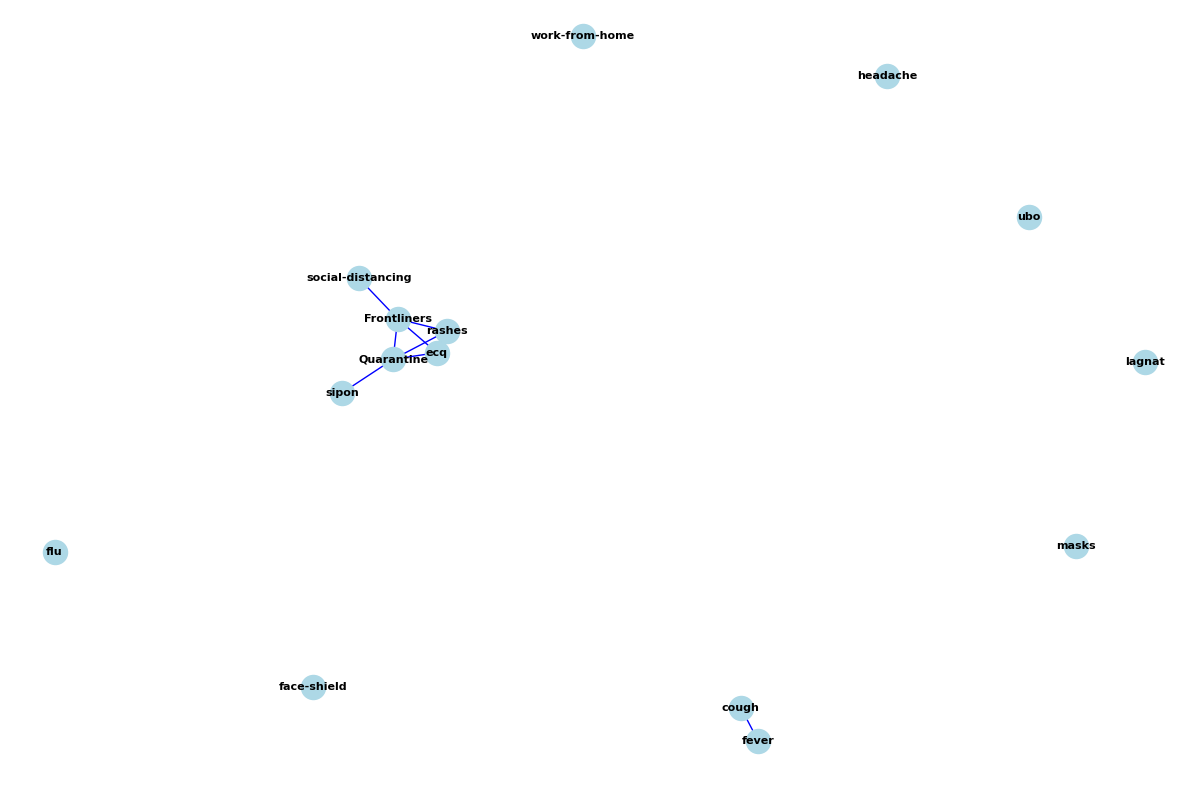 work-from-home
headache
ubo
social-distancing
Frontliners
rashes
ecq
Quarantine
lagnat
sipon
masks
flu
face-shield
cough
fever